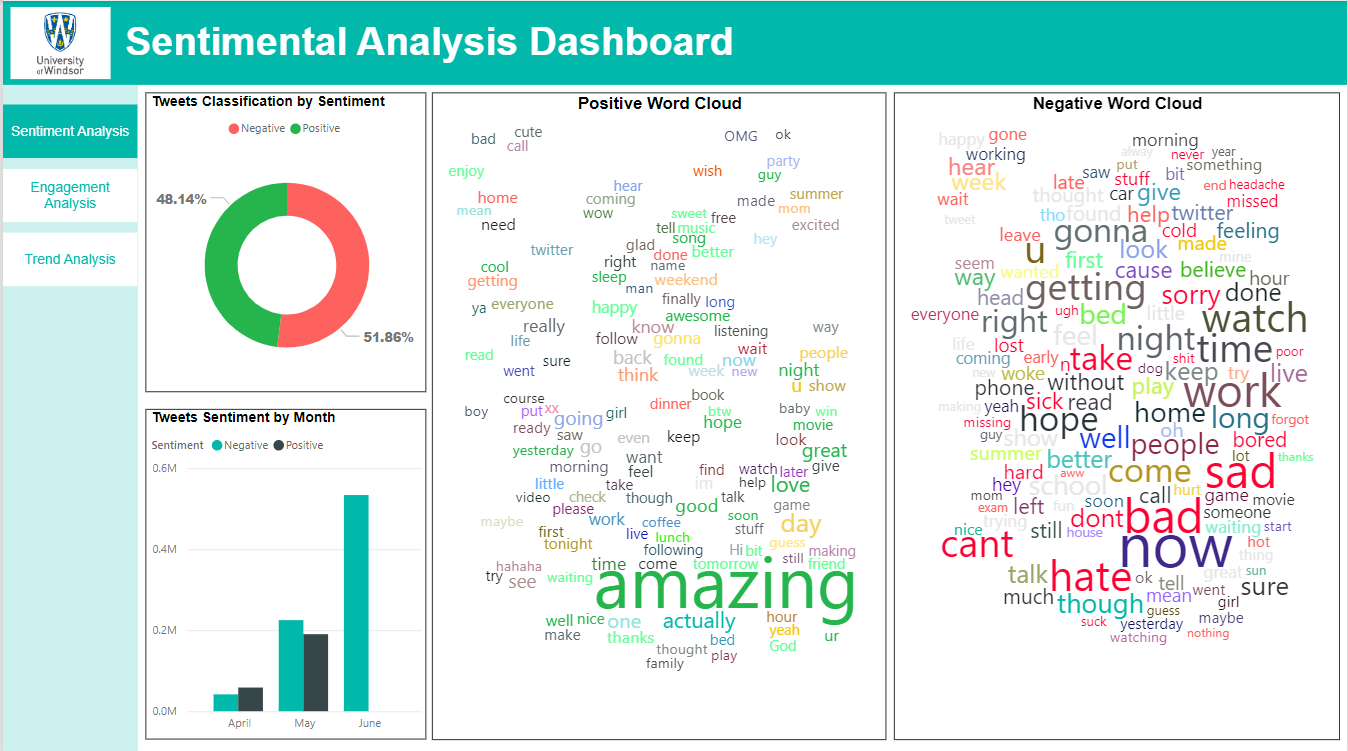 University
of Windsor
Sentimental Analysis Dashboard
Sentiment Analysis
Engagement
Analysis
Trend Analysis
Tweets Classification by Sentiment
Negative Positive
48.14%
51.86%
Tweets Sentiment by Month
Sentiment Negative Positive
0.6M
0.4M
0.2M
0.0M
April May June
Positive Word Cloud
bad cute OMG ok
call
enjoy wish party
guy
home hear summer
mean coming made mom
need wow sweet free excited
tell music
twitter glad song hey
done better
cool right name
getting sleep weekend
man
ya everyone happy finally long
awesome
really know listening way
life follow gonna
read back found now wait people
sure
went think week new night
u show
course book
boy put xx dinner baby win
going girl btw
ready hope movie
saw even keep look
yesterday go want great
morning feel find watch later give
little take im help love
video check though talk
please good game
maybe work coffee soon day
first live lunch stuff
tonight following Hi bit guess
hahaha time come tomorrow still making
friend
try see waiting
amazing
well nice one actually hour
make thanks bed yeah ur
God
thought play
family
Negative Word Cloud
happy gone morning
working alway never year
hear put something
week late saw stuff bit end headache
wait thought car give missed
tweet tho found help twitter
leave gonna cold feeling
u look made
seem first mine
way wanted cause believe hour
head getting sorry done
everyone right ugh bed little watch
life lost feel night time
coming early take shit poor
new woke n dog keep try live
phone without play work
making yeah sick read home long
missing hope oh forgot
guy show well people bored
summer better lot thanks
hard aww come sad
hey school
mom soon call hurt game movie
exam left fun someone
trying dont bad
nice still house waiting start
cant now hot
thing
talk hate ok tell great sun
went sure
much though mean girl
guess
suck yesterday maybe
watching nothing